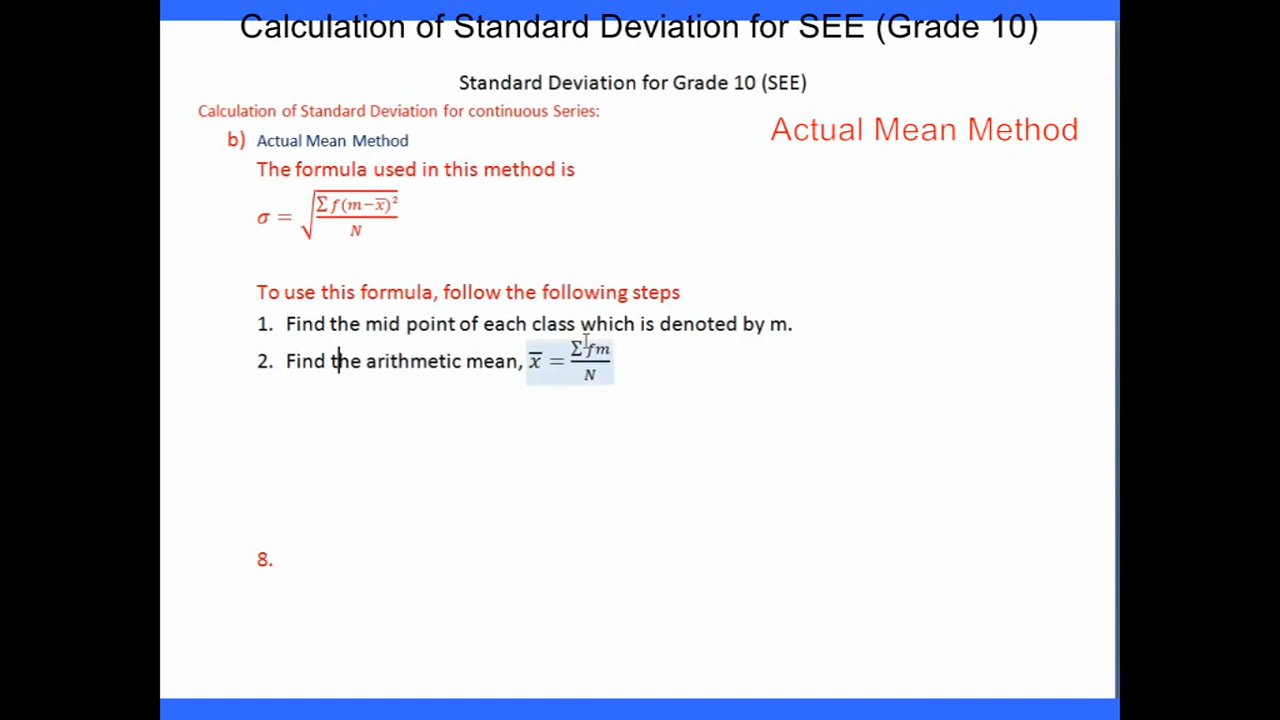 Calculation of Standard Deviation for SEE (Grade 10)
Standard Deviation for Grade 10 (SEE)
Calculation of Standard Deviation for continuous Series:
Actual Mean Method
b) Actual Mean Method
The formula used in this method is
σ = √(Σ f(m−x̅)² / N)
To use this formula, follow the following steps
1. Find the mid point of each class which is denoted by m.
2. Find the arithmetic mean, x̅ = Σ fm / N
8.